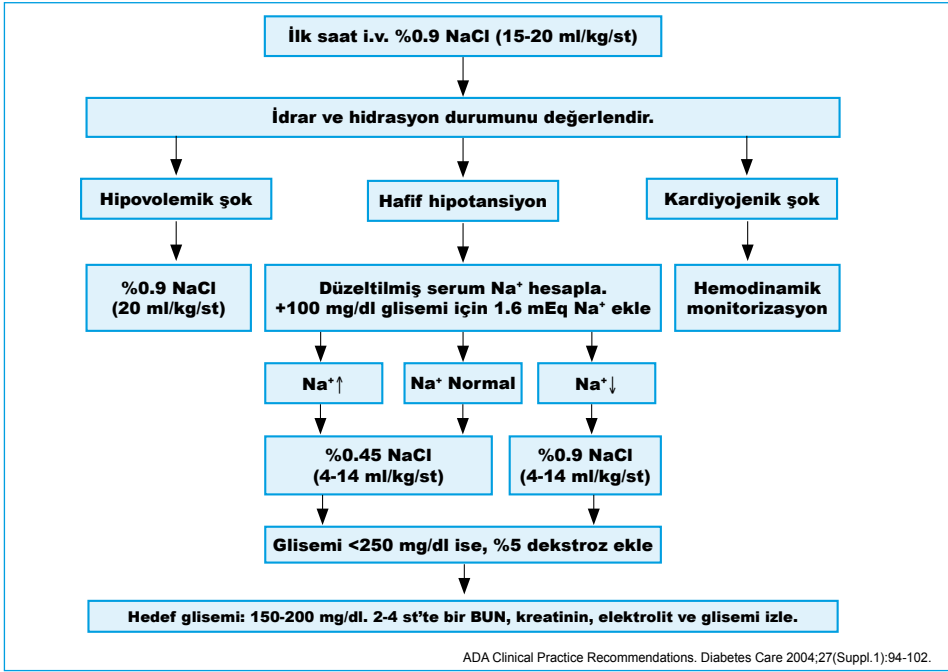 İlk saat i.v. %0.9 NaCl (15-20 ml/kg/st)
İdrar ve hidrasyon durumunu değerlendir.
Hipovolemik şok
Hafif hipotansiyon
Kardiyojenik şok
%0.9 NaCl
(20 ml/kg/st)
Düzeltilmiş serum Na⁺ hesapla.
+100 mg/dl glisemi için 1.6 mEq Na⁺ ekle
Hemodinamik
monitorizasyon
Na⁺↑
Na⁺ Normal
Na⁺↓
%0.45 NaCl
(4-14 ml/kg/st)
%0.9 NaCl
(4-14 ml/kg/st)
Glisemi <250 mg/dl ise, %5 dekstroz ekle
Hedef glisemi: 150-200 mg/dl. 2-4 st’te bir BUN, kreatinin, elektrolit ve glisemi izle.
ADA Clinical Practice Recommendations. Diabetes Care 2004;27(Suppl.1):94-102.